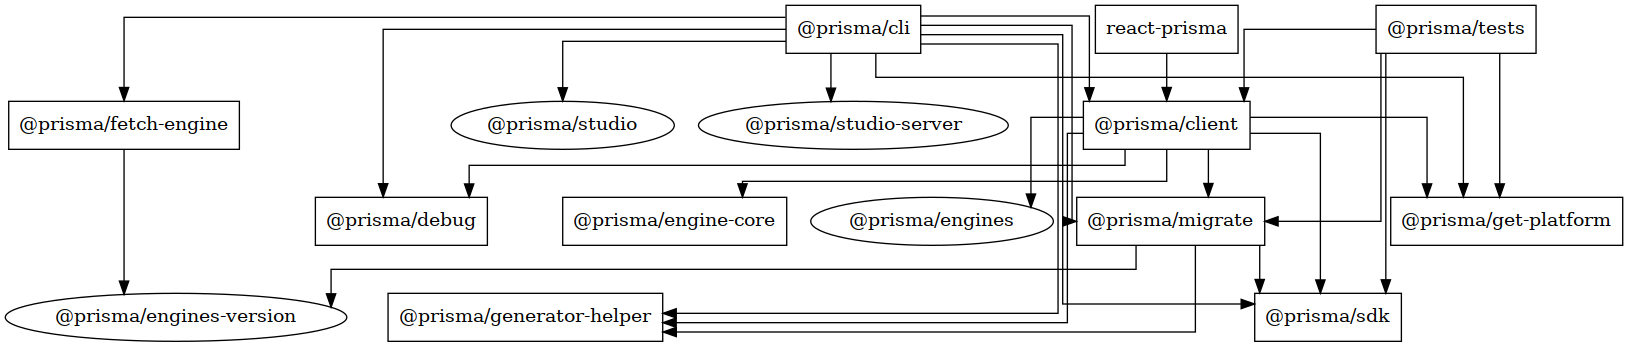 @prisma/cli
react-prisma
@prisma/tests
@prisma/fetch-engine
@prisma/studio
@prisma/studio-server
@prisma/client
@prisma/debug
@prisma/engine-core
@prisma/engines
@prisma/migrate
@prisma/get-platform
@prisma/engines-version
@prisma/generator-helper
@prisma/sdk